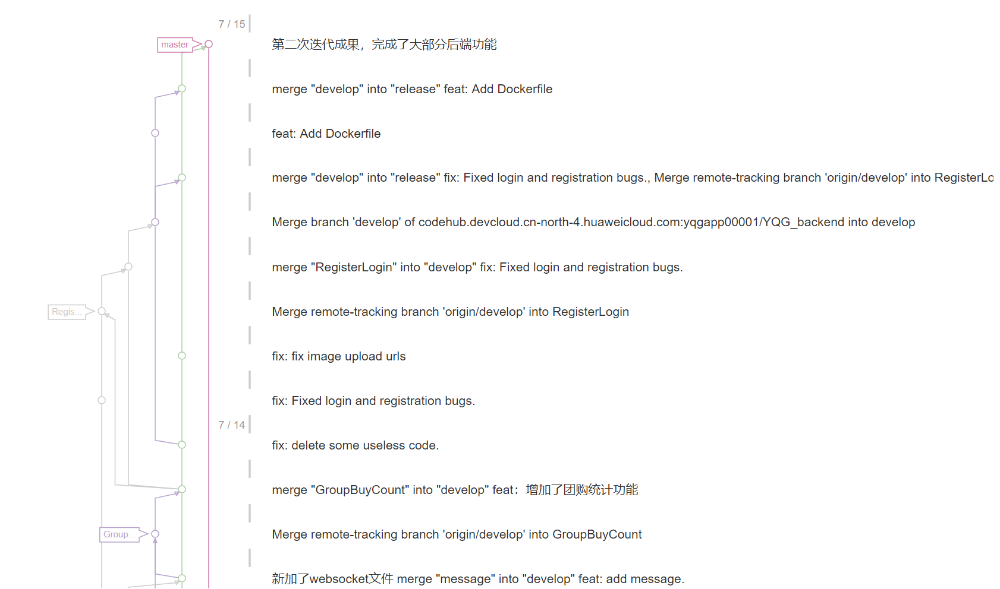 7 / 15
master
第二次迭代成果，完成了大部分后端功能
merge "develop" into "release" feat: Add Dockerfile
feat: Add Dockerfile
merge "develop" into "release" fix: Fixed login and registration bugs., Merge remote-tracking branch 'origin/develop' into RegisterLo
Merge branch 'develop' of codehub.devcloud.cn-north-4.huaweicloud.com:yqgapp00001/YQG_backend into develop
merge "RegisterLogin" into "develop" fix: Fixed login and registration bugs.
Regis...
Merge remote-tracking branch 'origin/develop' into RegisterLogin
fix: fix image upload urls
fix: Fixed login and registration bugs.
7 / 14
fix: delete some useless code.
merge "GroupBuyCount" into "develop" feat：增加了团购统计功能
Group...
Merge remote-tracking branch 'origin/develop' into GroupBuyCount
新加了websocket文件 merge "message" into "develop" feat: add message.